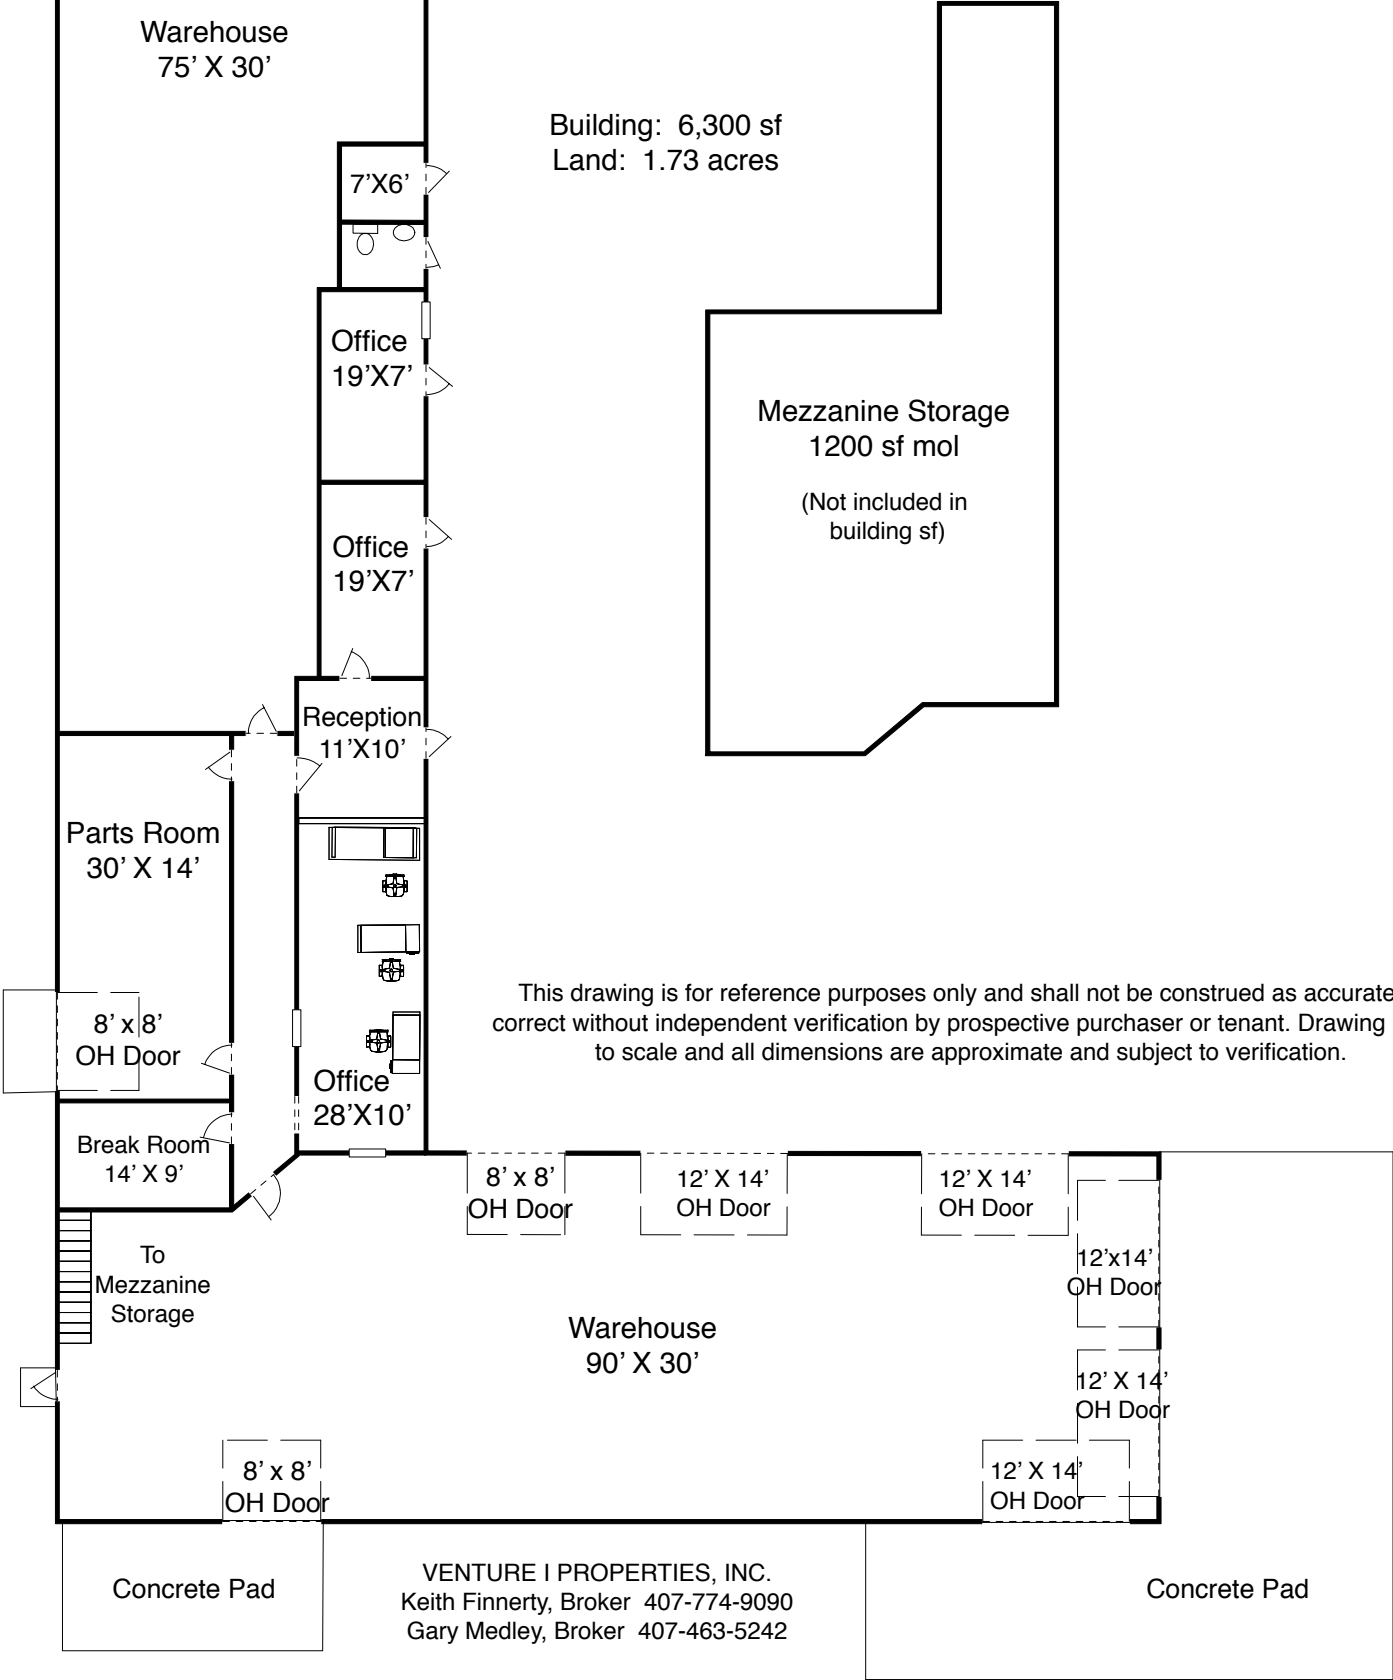 Warehouse
75’ X 30’
Building:  6,300 sf
Land:  1.73 acres
7’X6’
Office
19’X7’
Mezzanine Storage
1200 sf mol
(Not included in
building sf)
Office
19’X7’
Reception
11’X10’
Parts Room
30’ X 14’
This drawing is for reference purposes only and shall not be construed as accurate
correct without independent verification by prospective purchaser or tenant. Drawing
to scale and all dimensions are approximate and subject to verification.
8’ x 8’
OH Door
Office
28’X10’
Break Room
14’ X 9’
8’ x 8’
OH Door
12’ X 14’
OH Door
12’ X 14’
OH Door
12’x14’
OH Door
To
Mezzanine
Storage
Warehouse
90’ X 30’
12’ X 14’
OH Door
8’ x 8’
OH Door
12’ X 14’
OH Door
Concrete Pad
VENTURE I PROPERTIES, INC.
Keith Finnerty, Broker  407-774-9090
Gary Medley, Broker  407-463-5242
Concrete Pad